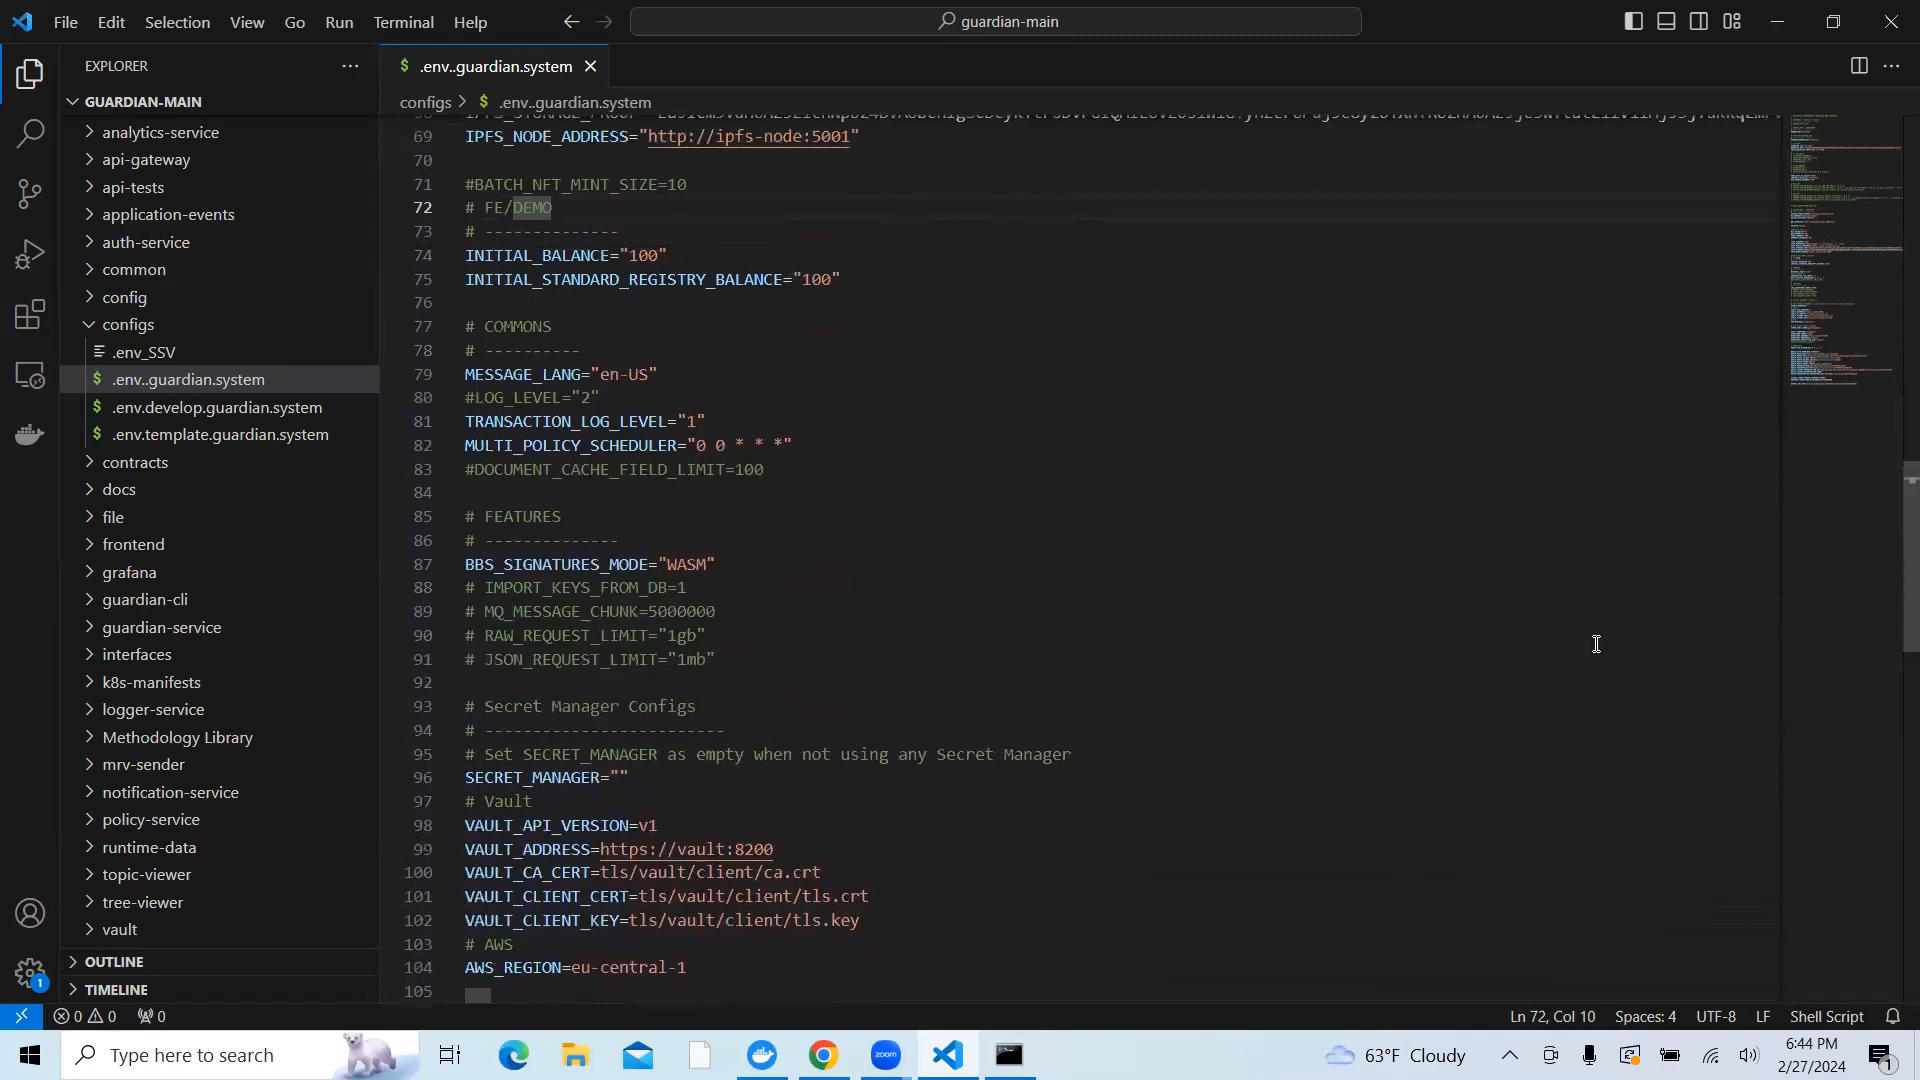 File Edit Selection View Go Run Terminal Help
guardian-main
EXPLORER
GUARDIAN-MAIN
analytics-service
api-gateway
api-tests
application-events
auth-service
common
config
configs
.env_SSV
.env..guardian.system
.env.develop.guardian.system
.env.template.guardian.system
contracts
docs
file
frontend
grafana
guardian-cli
guardian-service
interfaces
k8s-manifests
logger-service
Methodology Library
mrv-sender
notification-service
policy-service
runtime-data
topic-viewer
tree-viewer
vault
OUTLINE
TIMELINE
$ .env..guardian.system
configs > $ .env..guardian.system
69 IPFS_NODE_ADDRESS="http://ipfs-node:5001"
70
71 #BATCH_NFT_MINT_SIZE=10
72 # FE/DEMO
73 # --------------
74 INITIAL_BALANCE="100"
75 INITIAL_STANDARD_REGISTRY_BALANCE="100"
76
77 # COMMONS
78 # ----------
79 MESSAGE_LANG="en-US"
80 #LOG_LEVEL="2"
81 TRANSACTION_LOG_LEVEL="1"
82 MULTI_POLICY_SCHEDULER="0 0 * * *"
83 #DOCUMENT_CACHE_FIELD_LIMIT=100
84
85 # FEATURES
86 # --------------
87 BBS_SIGNATURES_MODE="WASM"
88 # IMPORT_KEYS_FROM_DB=1
89 # MQ_MESSAGE_CHUNK=5000000
90 # RAW_REQUEST_LIMIT="1gb"
91 # JSON_REQUEST_LIMIT="1mb"
92
93 # Secret Manager Configs
94 # -------------------------
95 # Set SECRET_MANAGER as empty when not using any Secret Manager
96 SECRET_MANAGER=""
97 # Vault
98 VAULT_API_VERSION=v1
99 VAULT_ADDRESS=https://vault:8200
100 VAULT_CA_CERT=tls/vault/client/ca.crt
101 VAULT_CLIENT_CERT=tls/vault/client/tls.crt
102 VAULT_CLIENT_KEY=tls/vault/client/tls.key
103 # AWS
104 AWS_REGION=eu-central-1
105
0 0 0 Ln 72, Col 10 Spaces: 4 UTF-8 LF Shell Script
Type here to search
zoom
63°F Cloudy
6:44 PM
2/27/2024
1
1